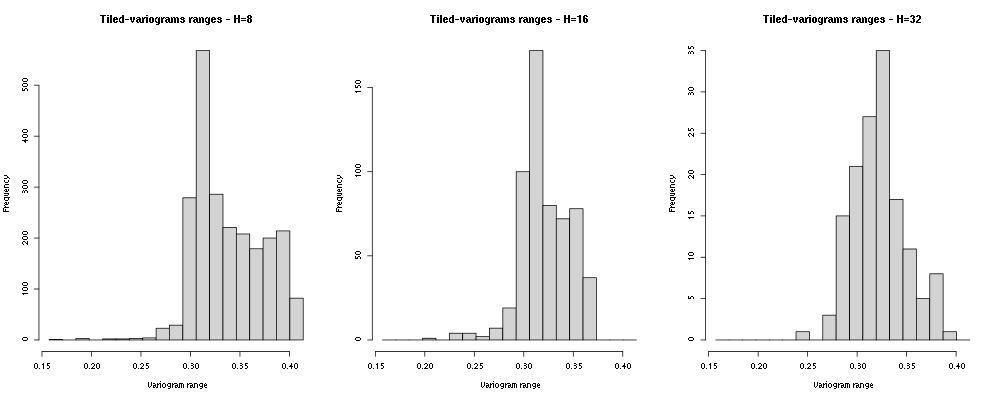 Tiled-variograms ranges - H=8
Frequency
0
100
200
300
400
500
0.15 0.20 0.25 0.30 0.35 0.40
Variogram range
Tiled-variograms ranges - H=16
Frequency
0
50
100
150
0.15 0.20 0.25 0.30 0.35 0.40
Variogram range
Tiled-variograms ranges - H=32
Frequency
0
5
10
15
20
25
30
35
0.15 0.20 0.25 0.30 0.35 0.40
Variogram range